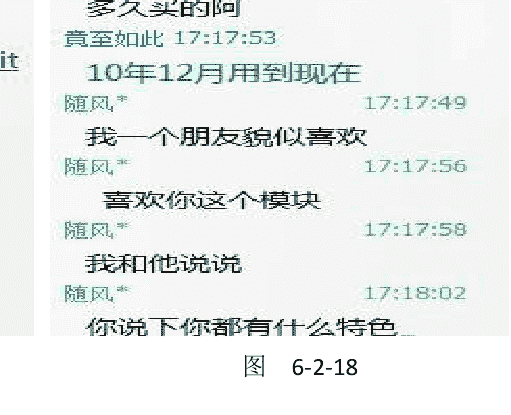 多久买的阿
it
竟至如此 17:17:53
10年12月用到现在
随风* 17:17:49
我一个朋友貌似喜欢
随风* 17:17:56
喜欢你这个模块
随风* 17:17:58
我和他说说
随风* 17:18:02
你说下你都有什么特色
图 6-2-18